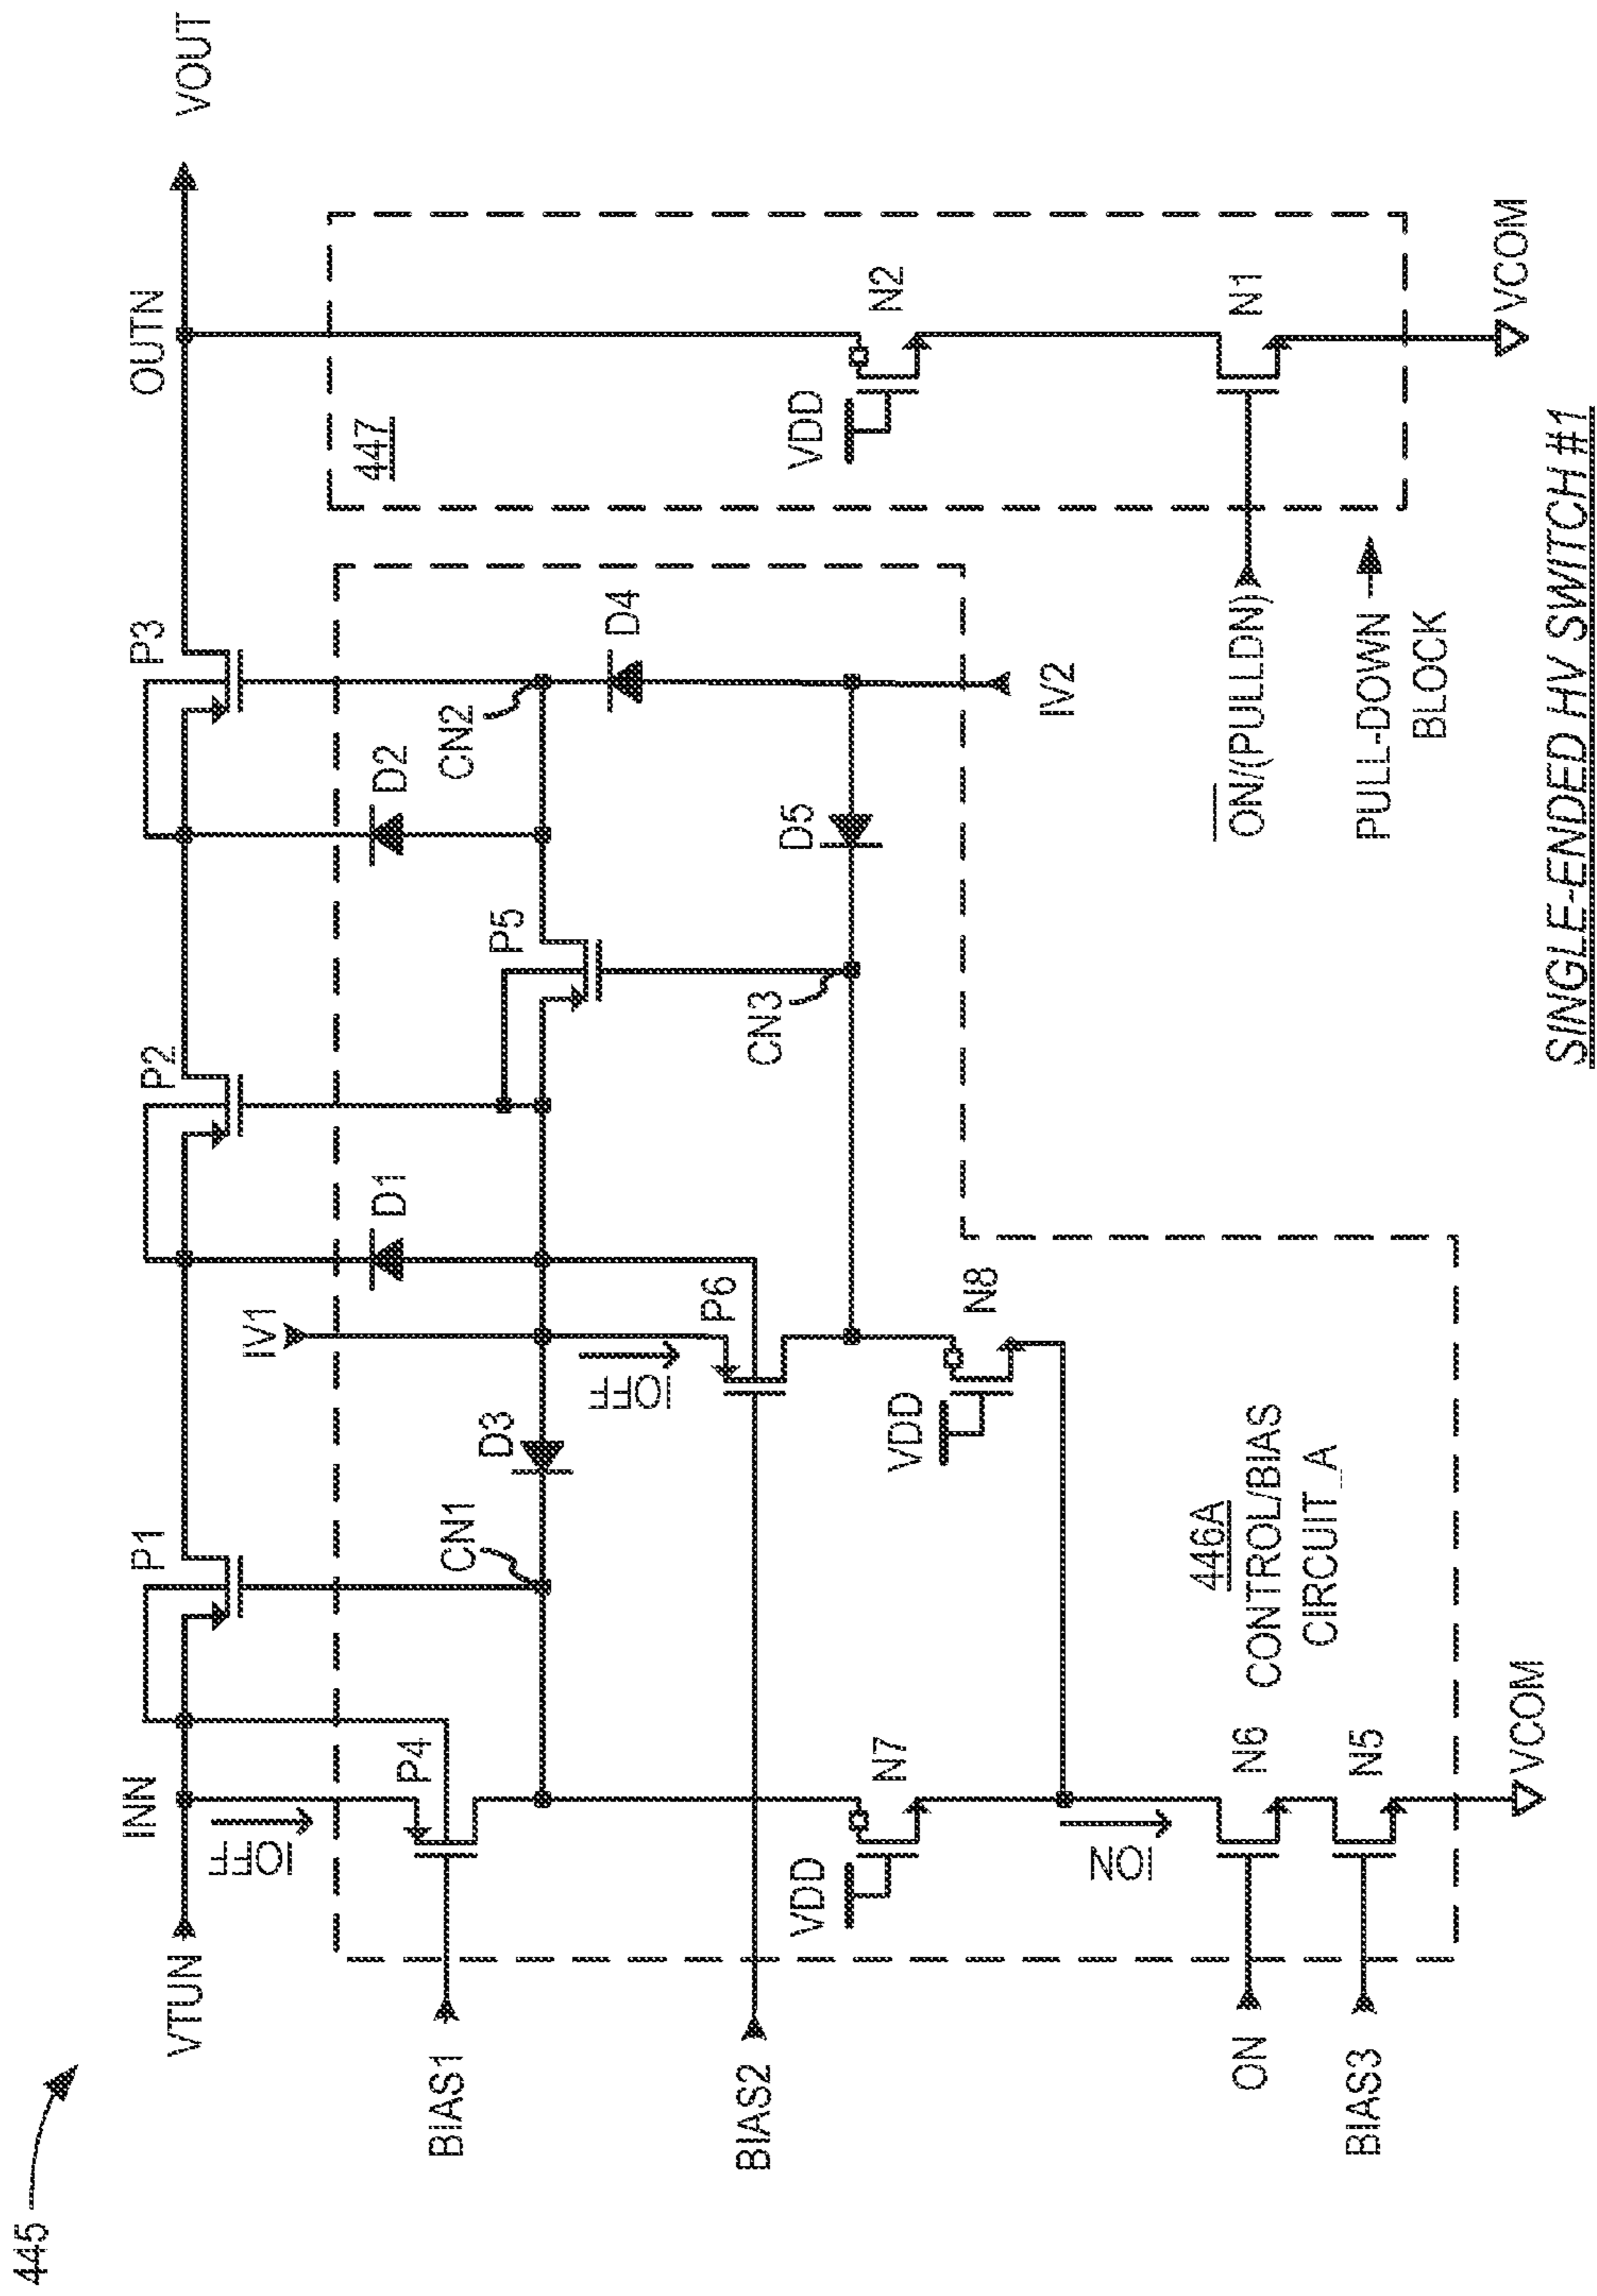 445
VTUN
INN
P1
P2
P3
OUTN
VOUT
IOFF
P4
BIAS1
IV1
D1
D2
447
CN1
D3
IOFF
P6
P5
CN2
D4
CN3
D5
IV2
BIAS2
VDD
N7
VDD
N8
VDD
N2
ION
446A
CONTROL/BIAS
CIRCUIT_A
ON
N6
BIAS3
N5
VCOM
ON/(PULLDN)
N1
PULL-DOWN
BLOCK
VCOM
SINGLE-ENDED HV SWITCH #1